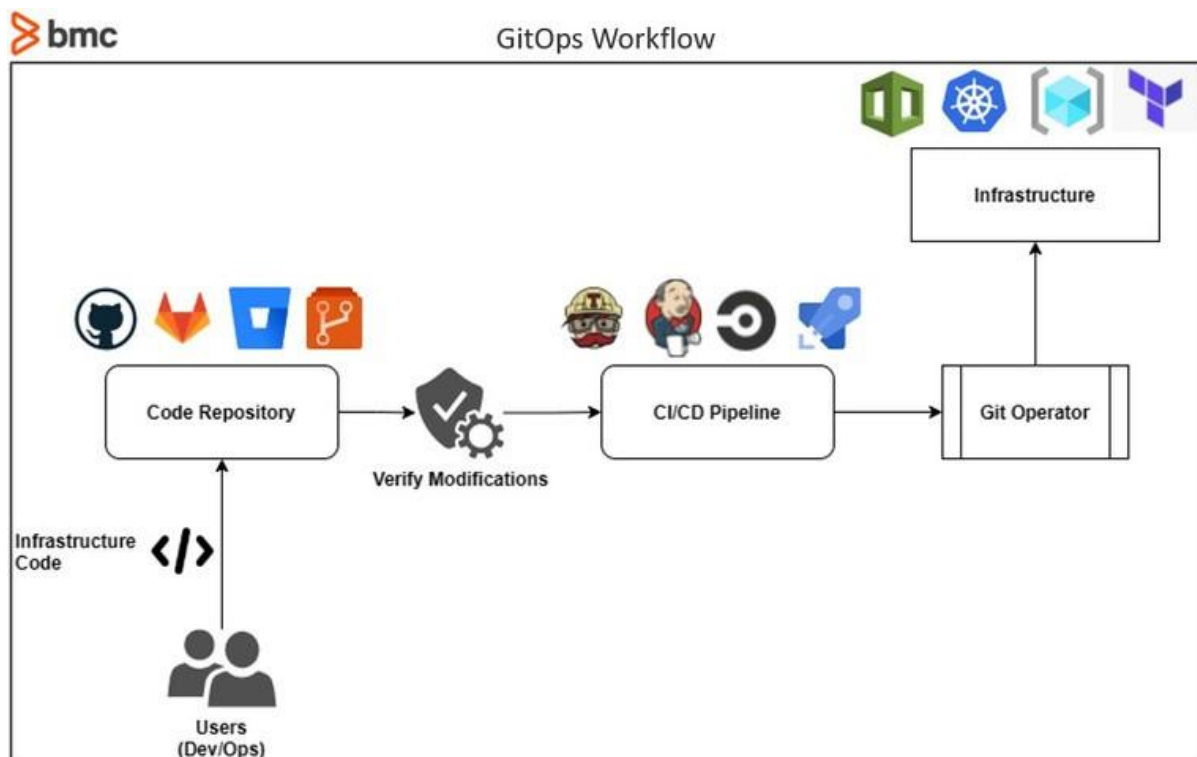 bmc
GitOps Workflow
Infrastructure
Code Repository
Verify Modifications
CI/CD Pipeline
Git Operator
Infrastructure
Code
</>
Users
(Dev/Ops)